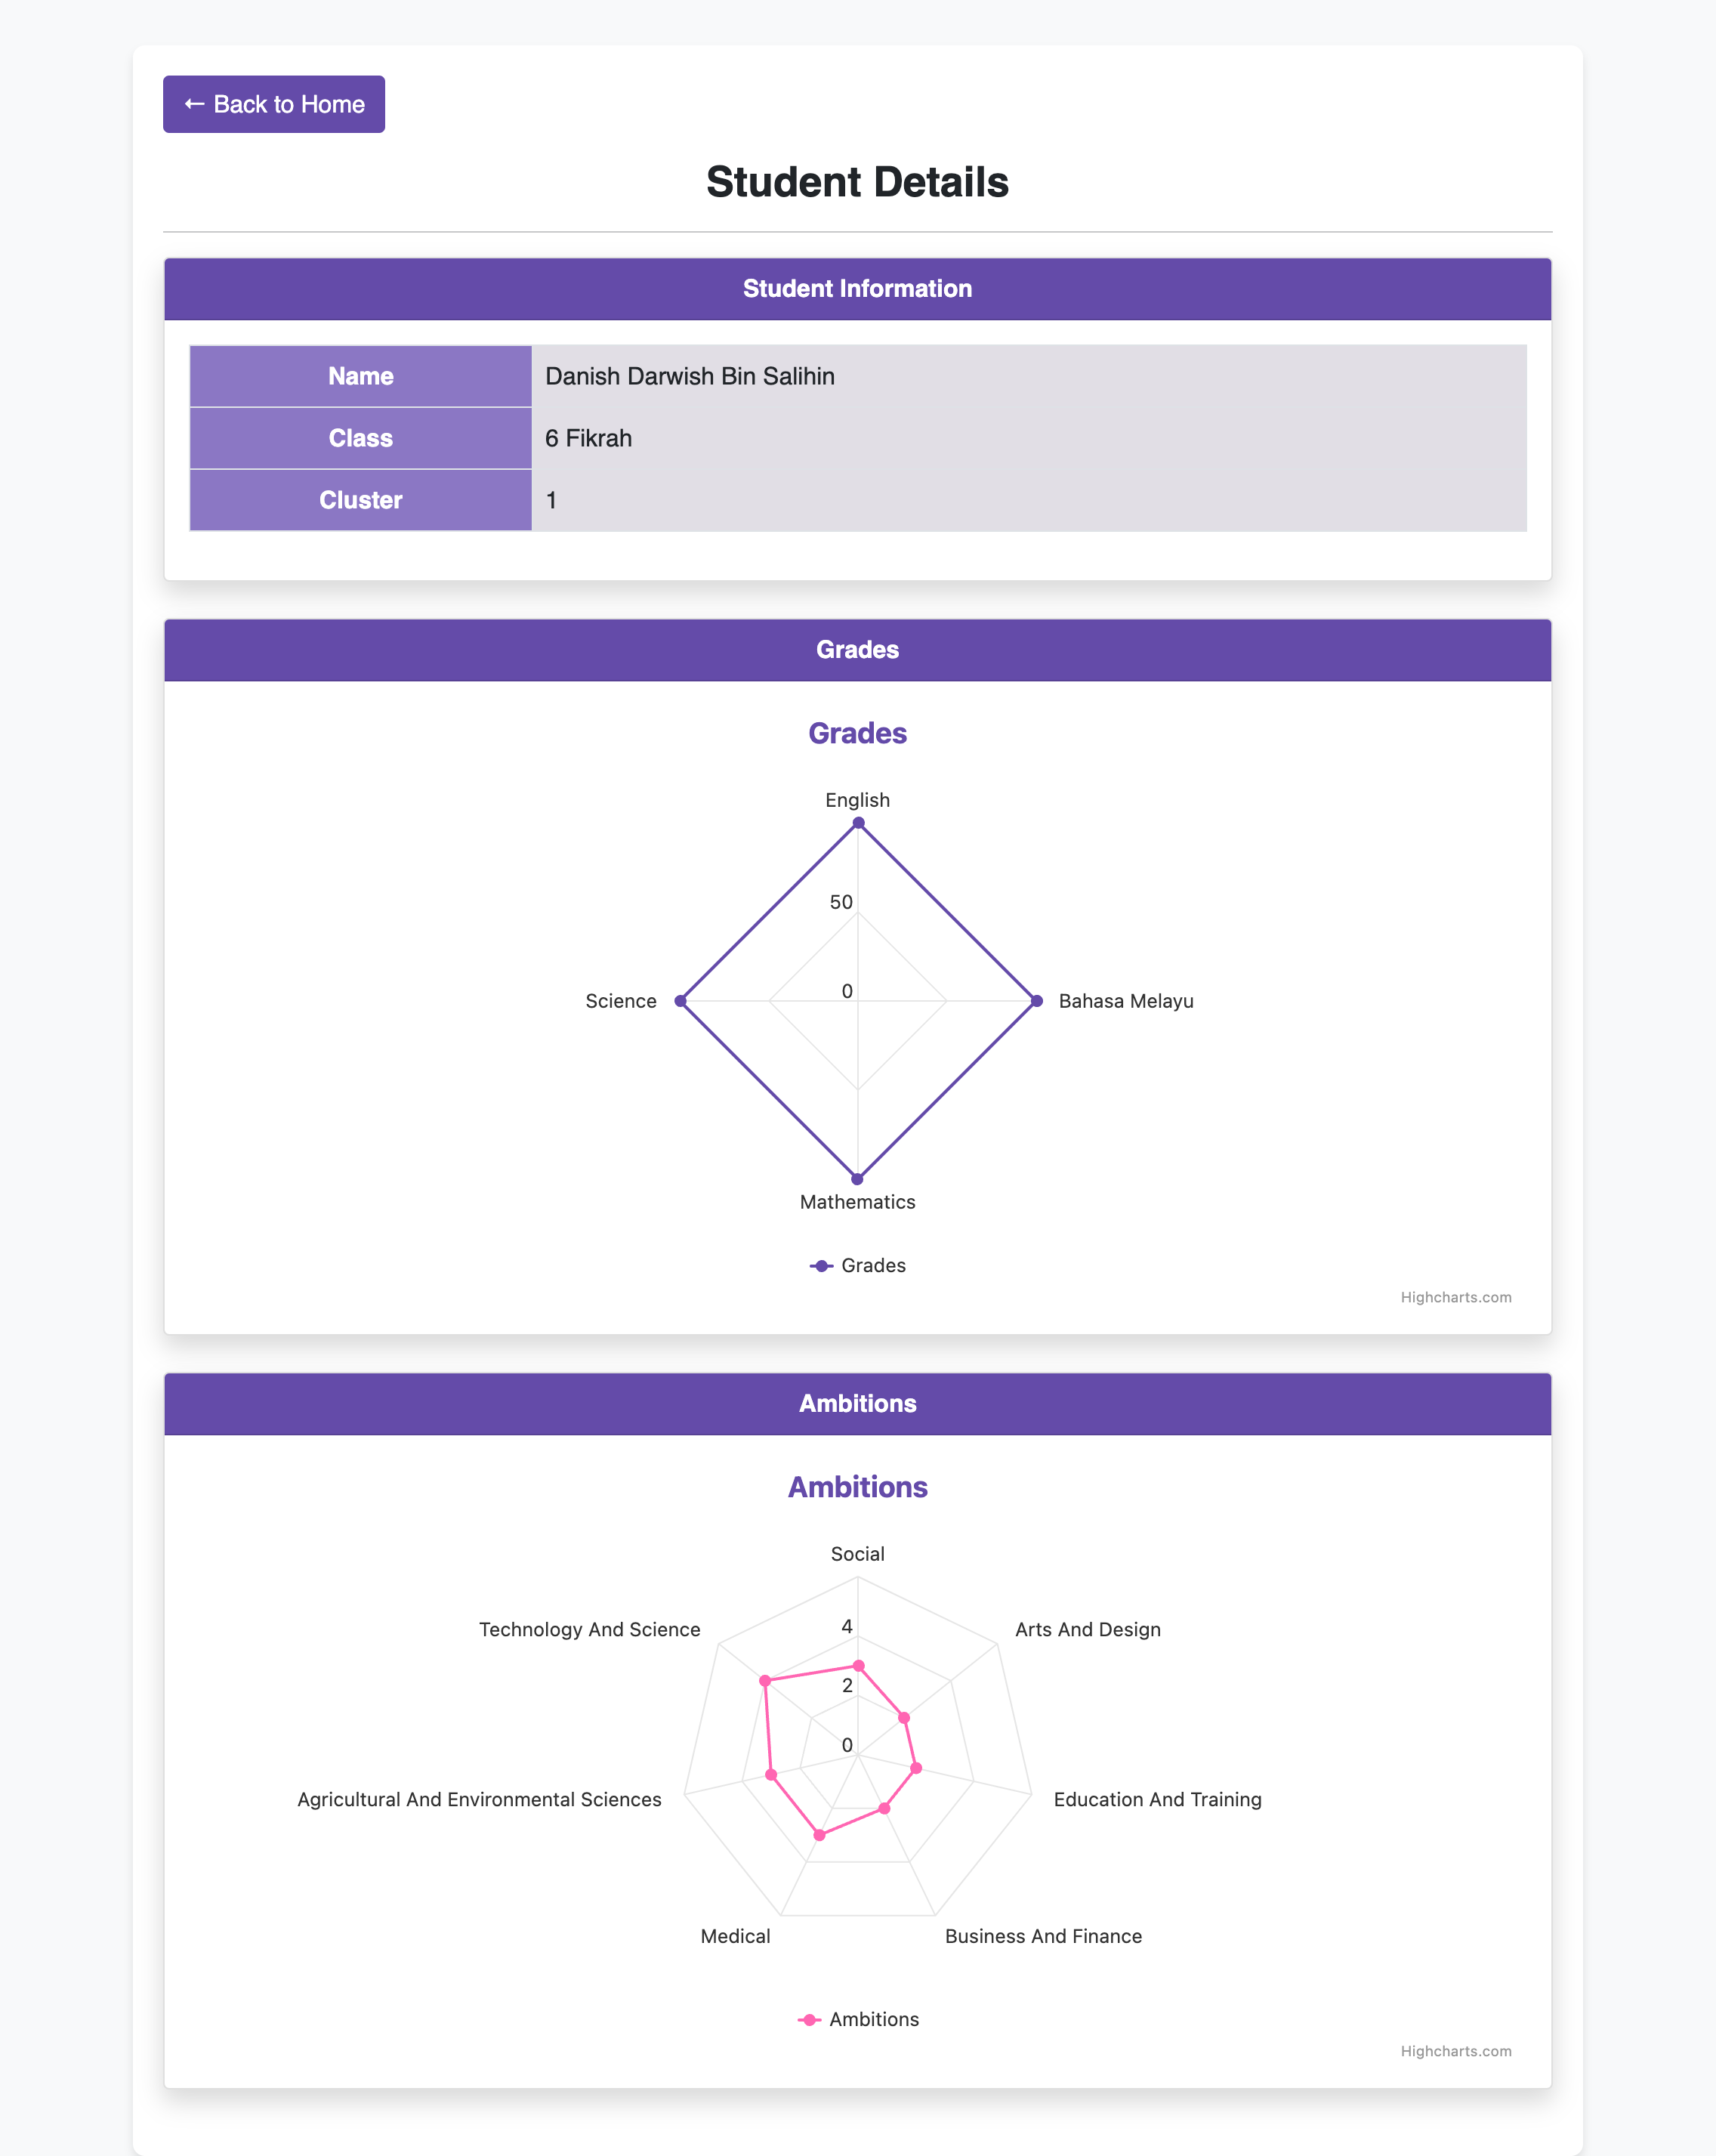 ← Back to Home
Student Details
Student Information
Name Danish Darwish Bin Salihin
Class 6 Fikrah
Cluster 1
Grades
Grades
English
50
Science 0 Bahasa Melayu
Mathematics
Grades
Highcharts.com
Ambitions
Ambitions
Social
Technology And Science 4 Arts And Design
2
0
Agricultural And Environmental Sciences Education And Training
Medical Business And Finance
Ambitions
Highcharts.com